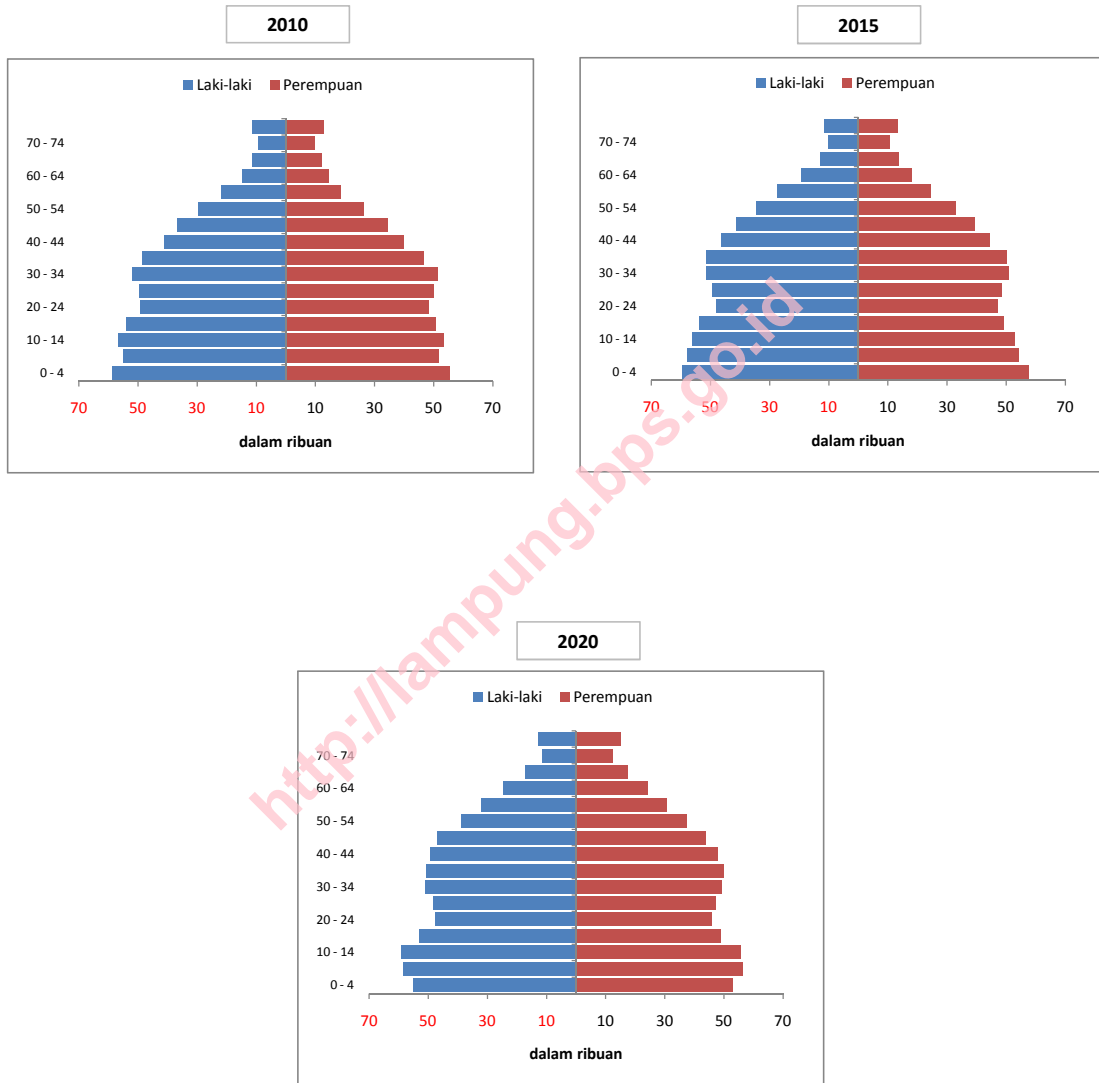 2010
Laki-laki Perempuan
70 - 74
60 - 64
50 - 54
40 - 44
30 - 34
20 - 24
10 - 14
0 - 4
70 50 30 10 10 30 50 70
dalam ribuan
2015
Laki-laki Perempuan
70 - 74
60 - 64
50 - 54
40 - 44
30 - 34
20 - 24
10 - 14
0 - 4
70 50 30 10 10 30 50 70
dalam ribuan
2020
Laki-laki Perempuan
70 - 74
60 - 64
50 - 54
40 - 44
30 - 34
20 - 24
10 - 14
0 - 4
70 50 30 10 10 30 50 70
dalam ribuan
http://lampung.bps.go.id